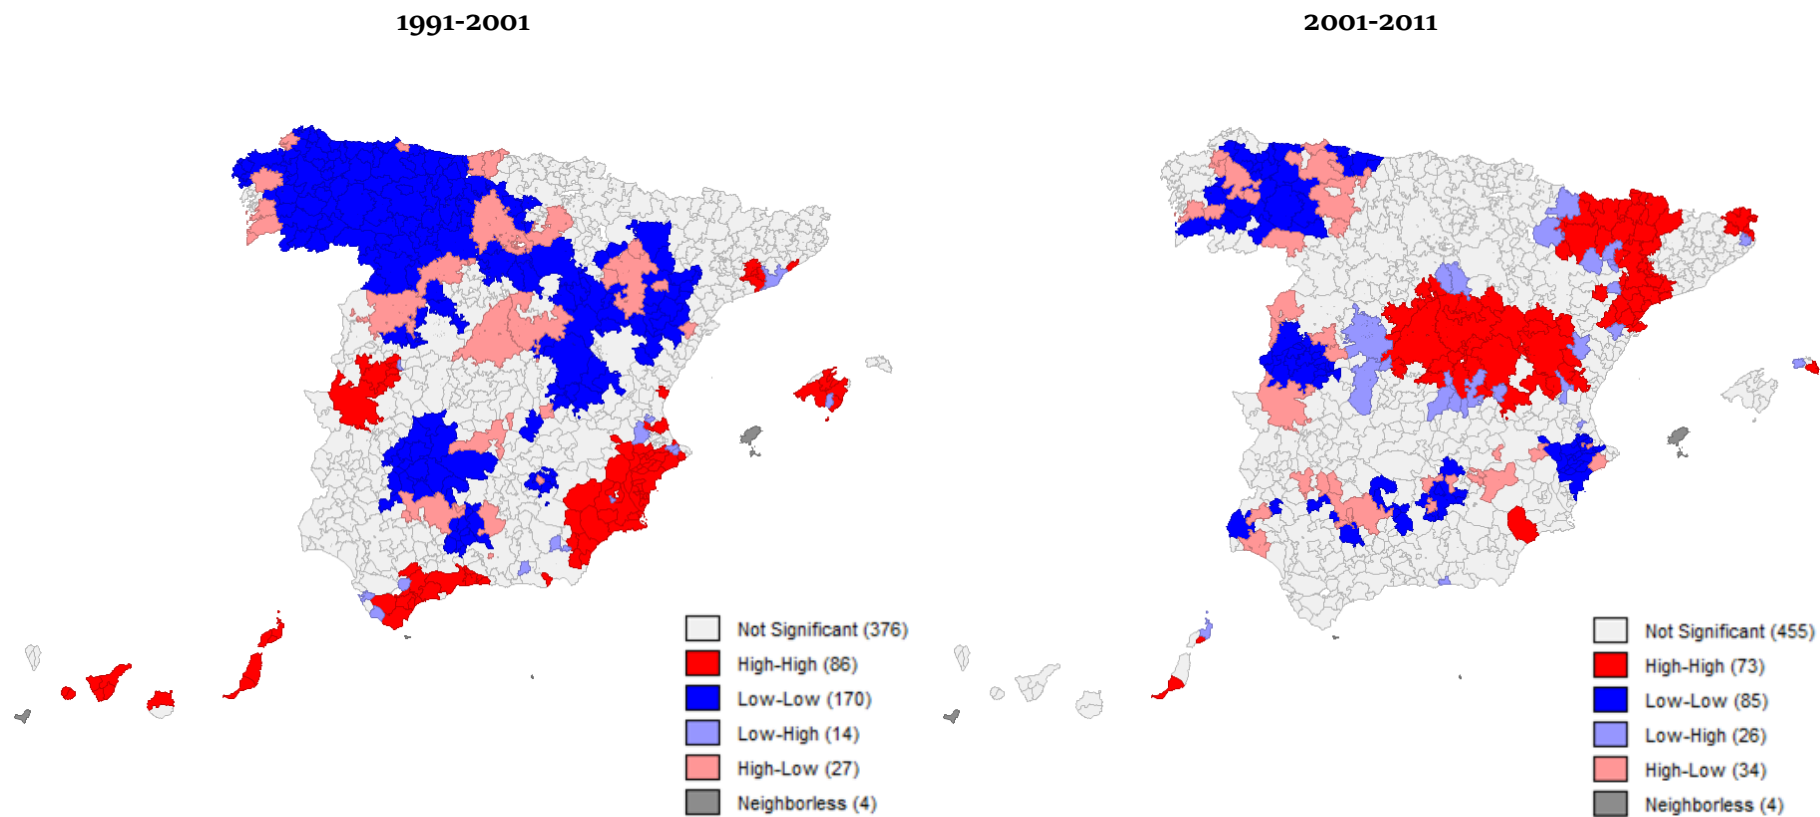 1991-2001
2001-2011
Not Significant (376)
High-High (86)
Low-Low (170)
Low-High (14)
High-Low (27)
Neighborless (4)
Not Significant (455)
High-High (73)
Low-Low (85)
Low-High (26)
High-Low (34)
Neighborless (4)